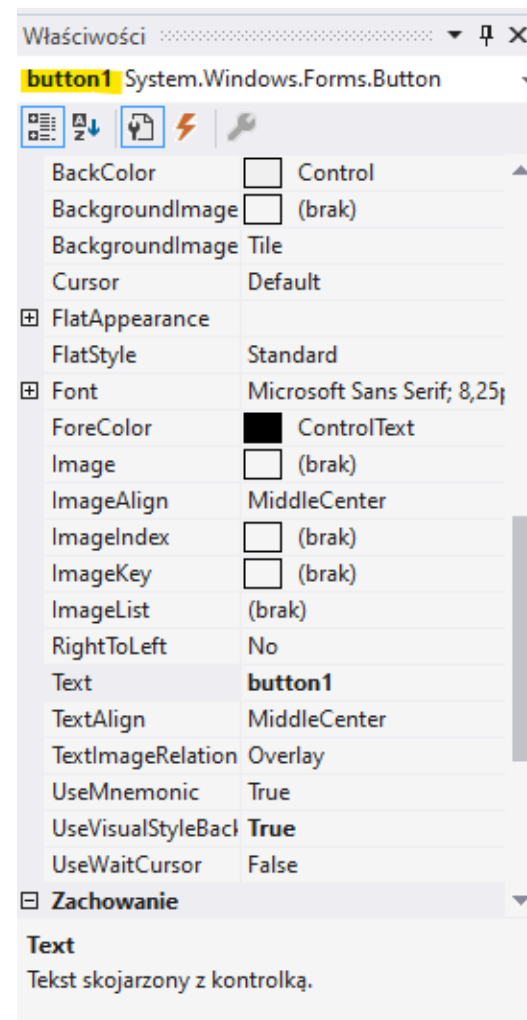 Właściwości
button1 System.Windows.Forms.Button
BackColor Control
BackgroundImage (brak)
BackgroundImage Tile
Cursor Default
FlatAppearance
FlatStyle Standard
Font Microsoft Sans Serif; 8,25p
ForeColor ControlText
Image (brak)
ImageAlign MiddleCenter
ImageIndex (brak)
ImageKey (brak)
ImageList (brak)
RightToLeft No
Text button1
TextAlign MiddleCenter
TextImageRelation Overlay
UseMnemonic True
UseVisualStyleBack True
UseWaitCursor False
Zachowanie
Text
Tekst skojarzony z kontrolką.